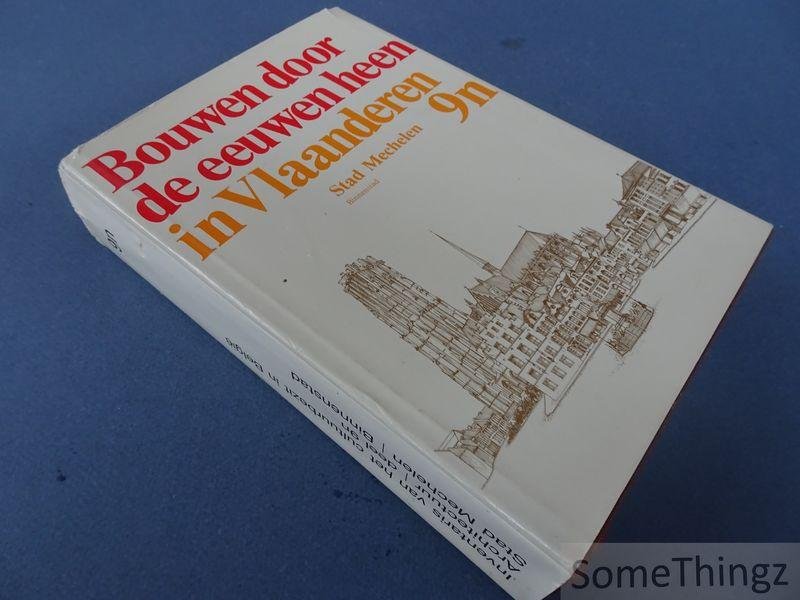 Bouwen door
de eeuwen heen
in Vlaanderen
Stad Mechelen 9n
Binnenstad
9n
Inventaris van het cultuurbezit in België
Architectuur | deel 9n
Stad Mechelen | Binnenstad
SomeThingz